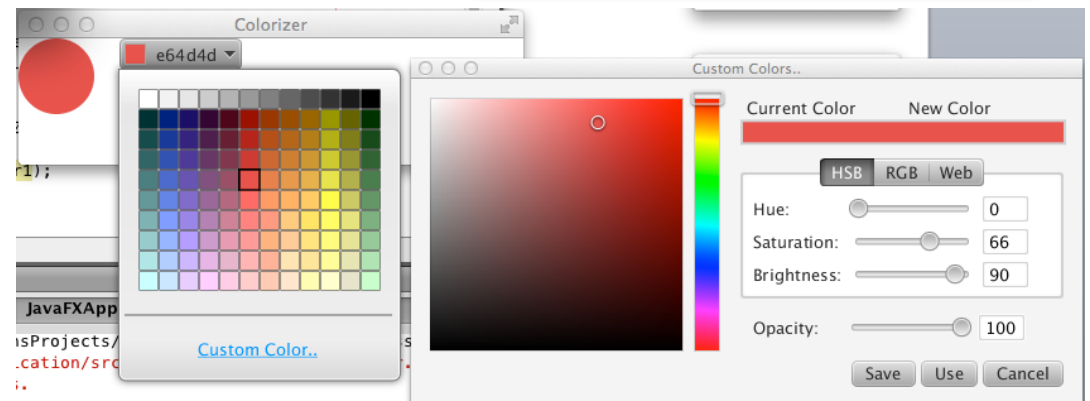 Colorizer
e64d4d
Custom Colors..
Current Color New Color
r1);
HSB RGB Web
Hue: 0
Saturation: 66
Brightness: 90
JavaFXApp
Opacity: 100
nsProjects/
Custom Color..
ication/src
s.
Save Use Cancel